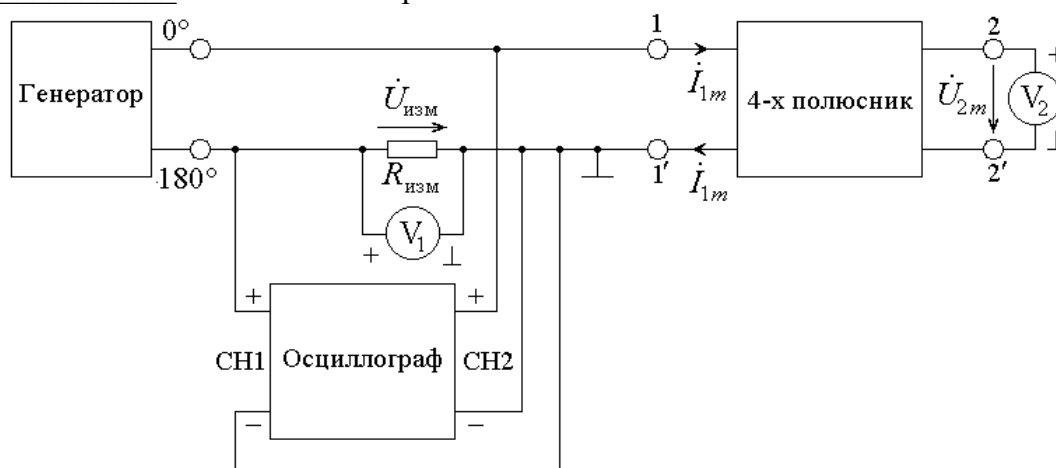 0°
1
2
+
Генератор
U̇изм
İ1m
4-х полюсник
U̇2m
V2
180°
Rизм
1′
İ1m
2′
⊥
+
V1
⊥
+
+
CH1
Осциллограф
CH2
−
−